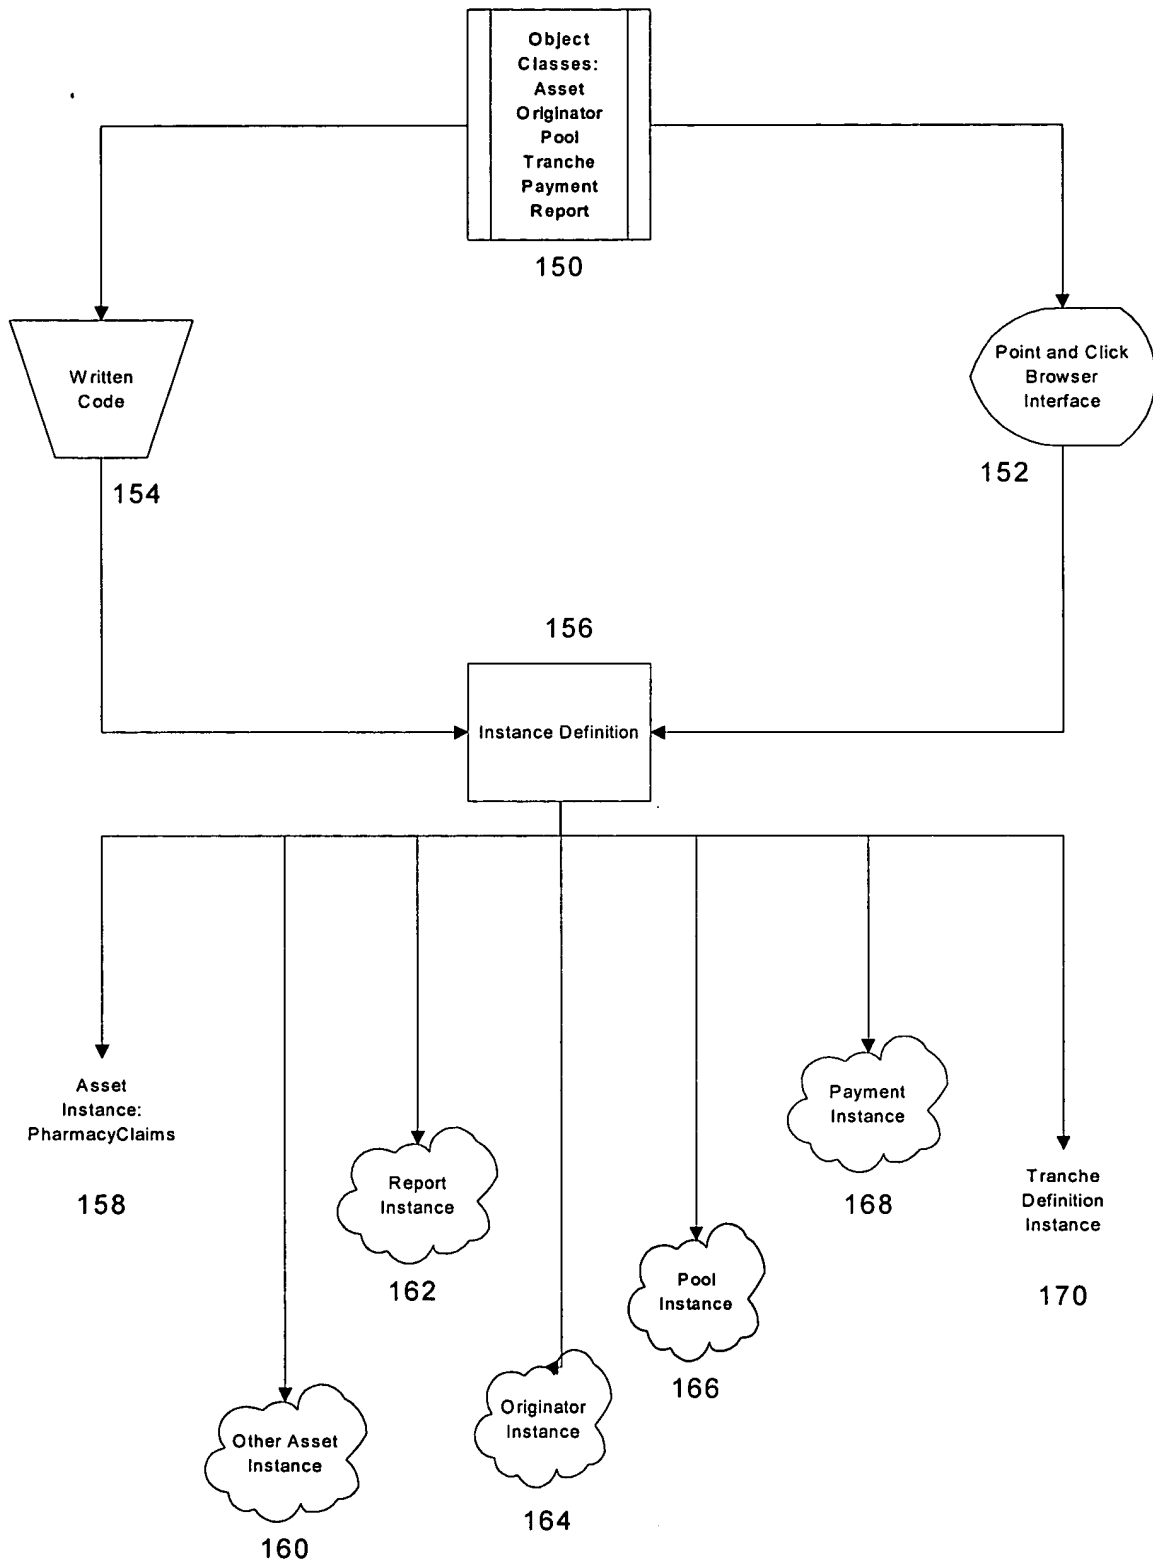 Object
Classes:
Asset
Originator
Pool
Tranche
Payment
Report
150
Written
Code
154
Point and Click
Browser
Interface
152
156
Instance Definition
Asset
Instance:
PharmacyClaims
158
Other Asset
Instance
160
Report
Instance
162
Originator
Instance
164
Pool
Instance
166
Payment
Instance
168
Tranche
Definition
Instance
170